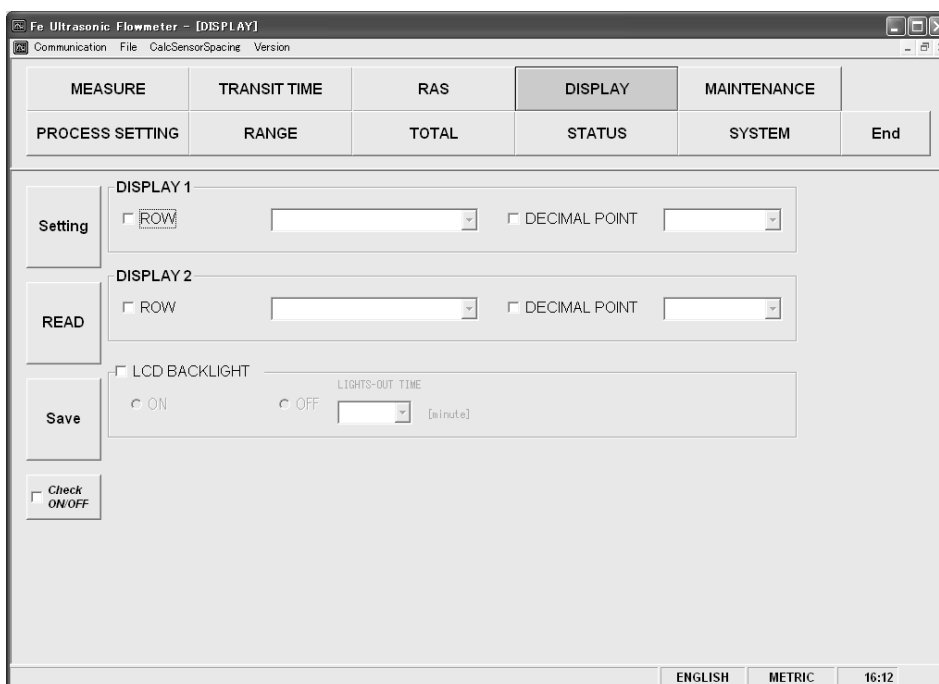 Fe Ultrasonic Flowmeter - [DISPLAY]
Communication File CalcSensorSpacing Version
MEASURE TRANSIT TIME RAS DISPLAY MAINTENANCE
PROCESS SETTING RANGE TOTAL STATUS SYSTEM End
Setting
DISPLAY 1
ROW DECIMAL POINT
READ
DISPLAY 2
ROW DECIMAL POINT
Save
LCD BACKLIGHT
LIGHTS-OUT TIME
ON OFF [minute]
Check
ON/OFF
ENGLISH METRIC 16:12